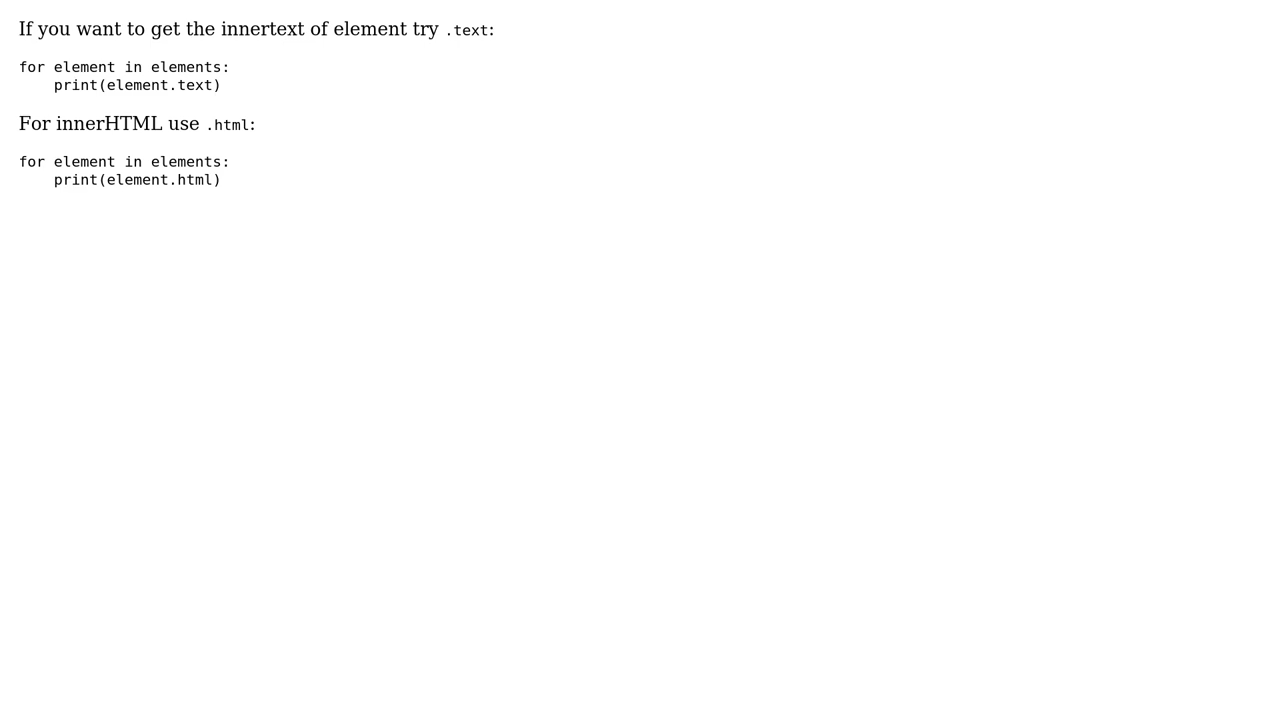 If you want to get the innertext of element try .text:
for element in elements:
    print(element.text)
For innerHTML use .html:
for element in elements:
    print(element.html)